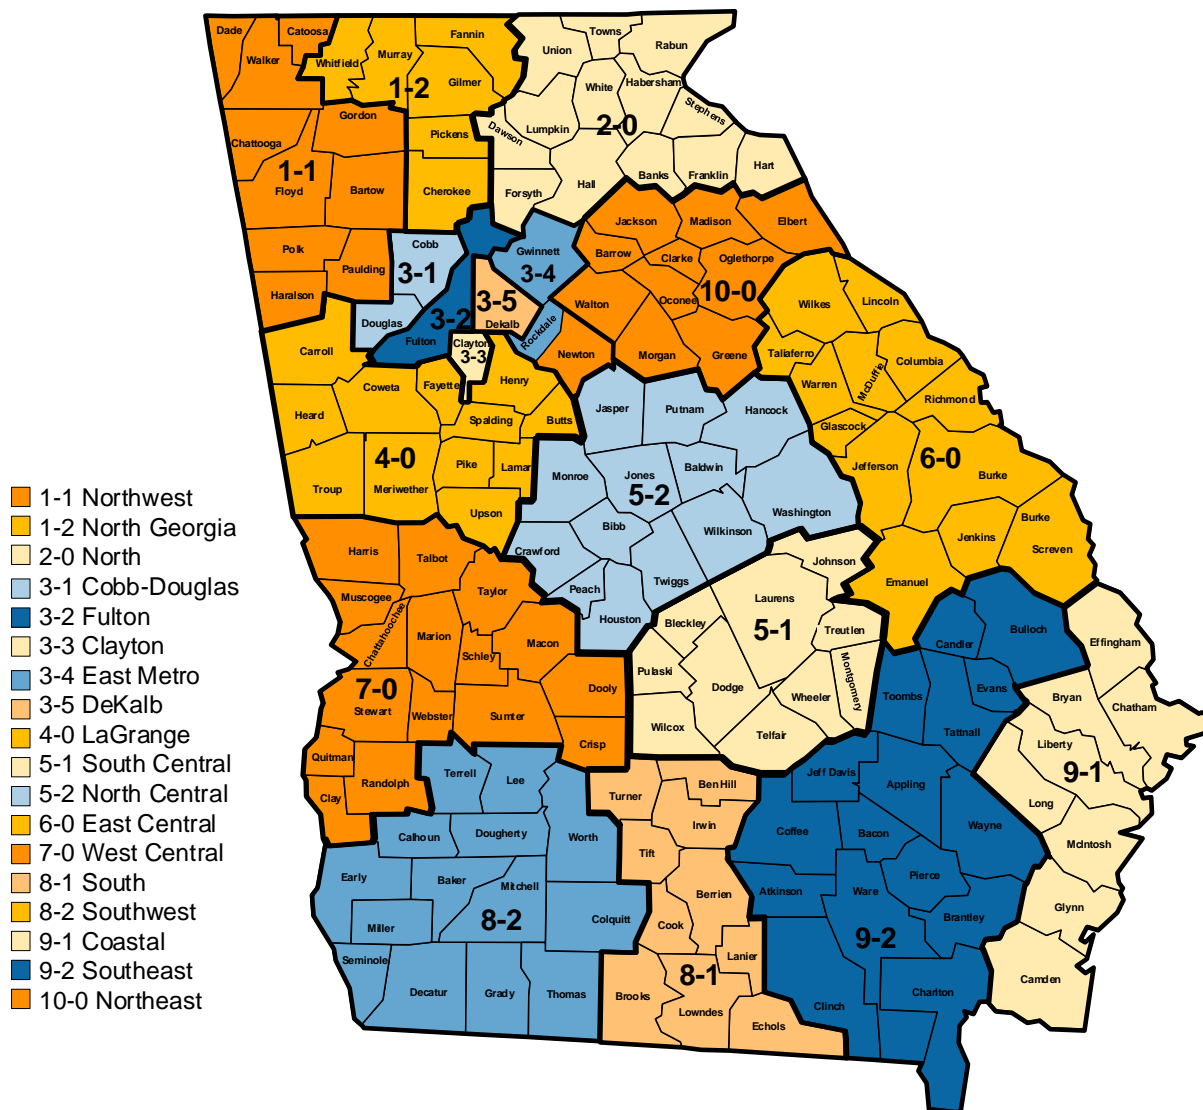 Dade
Catoosa
Fannin
Towns
Union
Rabun
Walker
Whitfield
Murray
1-2
Gilmer
White
Habersham
Stephens
Gordon
Pickens
Dawson
Lumpkin
2-0
Chattooga
1-1
Floyd
Bartow
Cherokee
Forsyth
Hall
Banks
Franklin
Hart
Jackson
Madison
Elbert
Polk
Paulding
Cobb
3-1
Gwinnett
3-4
Barrow
Clarke
Oglethorpe
Haralson
Douglas
3-2
Fulton
3-5
Dekalb
Rockdale
Walton
Oconee
10-0
Wilkes
Lincoln
Carroll
Clayton
3-3
Newton
Morgan
Greene
Taliaferro
Columbia
Coweta
Fayette
Henry
Warren
McDuffie
Richmond
Heard
Spalding
Butts
Jasper
Putnam
Hancock
Glascock
4-0
Pike
Lamar
Monroe
Jones
5-2
Baldwin
Jefferson
6-0
Burke
Troup
Meriwether
Upson
Bibb
Wilkinson
Washington
Burke
Jenkins
Screven
Harris
Talbot
Crawford
Peach
Twiggs
Johnson
Emanuel
Muscogee
Chattahoochee
Taylor
Houston
Laurens
Bleckley
5-1
Treutlen
Candler
Bulloch
Effingham
Marion
Schley
Macon
Pulaski
Dodge
Wheeler
Montgomery
Toombs
Evans
Bryan
Chatham
7-0
Stewart
Webster
Sumter
Dooly
Wilcox
Telfair
Tattnall
Liberty
9-1
Quitman
Crisp
Clay
Randolph
Terrell
Lee
Turner
Ben Hill
Jeff Davis
Appling
Long
Calhoun
Dougherty
Worth
Irwin
Coffee
Bacon
Wayne
McIntosh
Early
Baker
Mitchell
Tift
Berrien
Atkinson
Ware
Pierce
Glynn
Miller
8-2
Colquitt
Cook
9-2
Brantley
Seminole
Lanier
Camden
Decatur
Grady
Thomas
Brooks
8-1
Lowndes
Echols
Clinch
Charlton
1-1 Northwest
1-2 North Georgia
2-0 North
3-1 Cobb-Douglas
3-2 Fulton
3-3 Clayton
3-4 East Metro
3-5 DeKalb
4-0 LaGrange
5-1 South Central
5-2 North Central
6-0 East Central
7-0 West Central
8-1 South
8-2 Southwest
9-1 Coastal
9-2 Southeast
10-0 Northeast